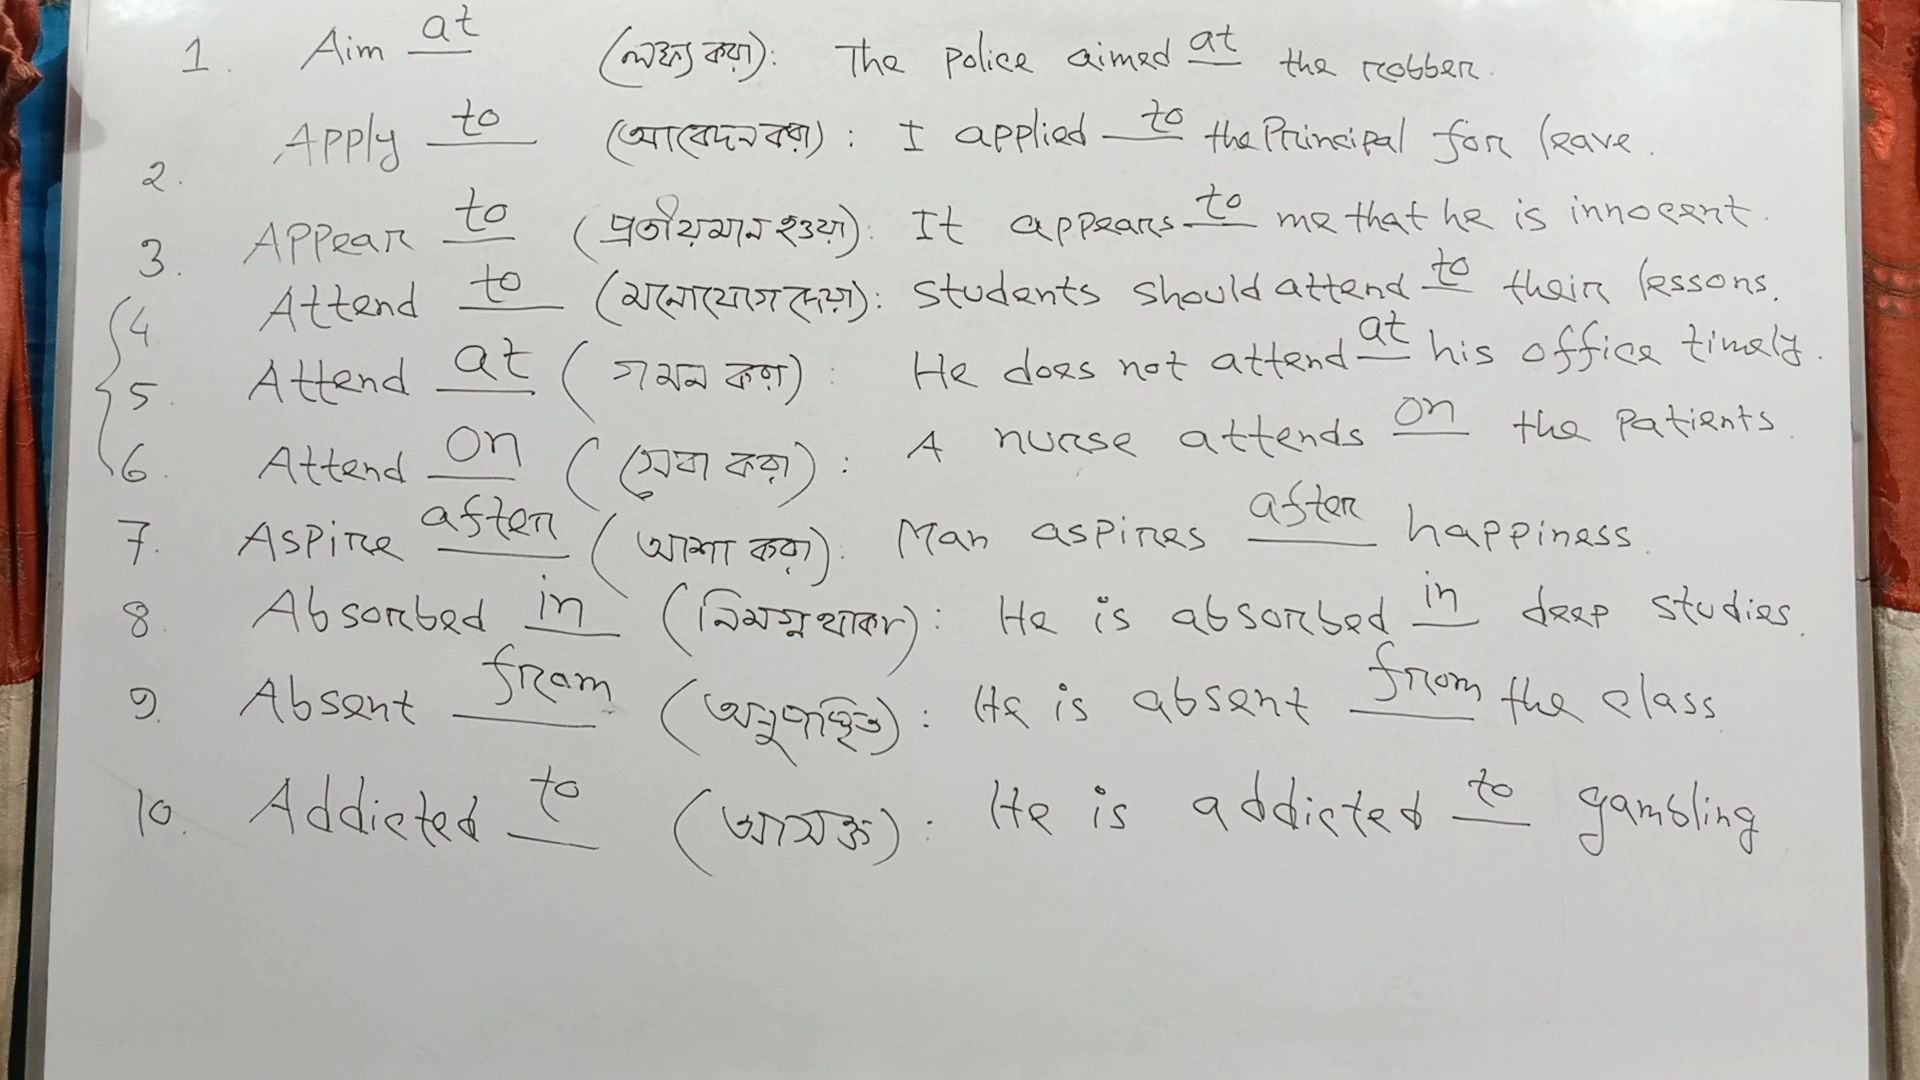 1. Aim at (লক্ষ্য করা): The police aimed at the robber.
2. Apply to (আবেদন করা): I applied to the Principal for leave.
3. Appear to (প্রতীয়মান হওয়া): It appears to me that he is innocent.
4. Attend to (মনোযোগ দেয়া): Students should attend to their lessons.
5. Attend at (গমন করা): He does not attend at his office timely.
6. Attend on (সেবা করা): A nurse attends on the patients.
7. Aspire after (আশা করা): Man aspires after happiness.
8. Absorbed in (নিমগ্ন থাকা): He is absorbed in deep studies.
9. Absent from (অনুপস্থিত): He is absent from the class
10. Addicted to (আসক্ত): He is addicted to gambling